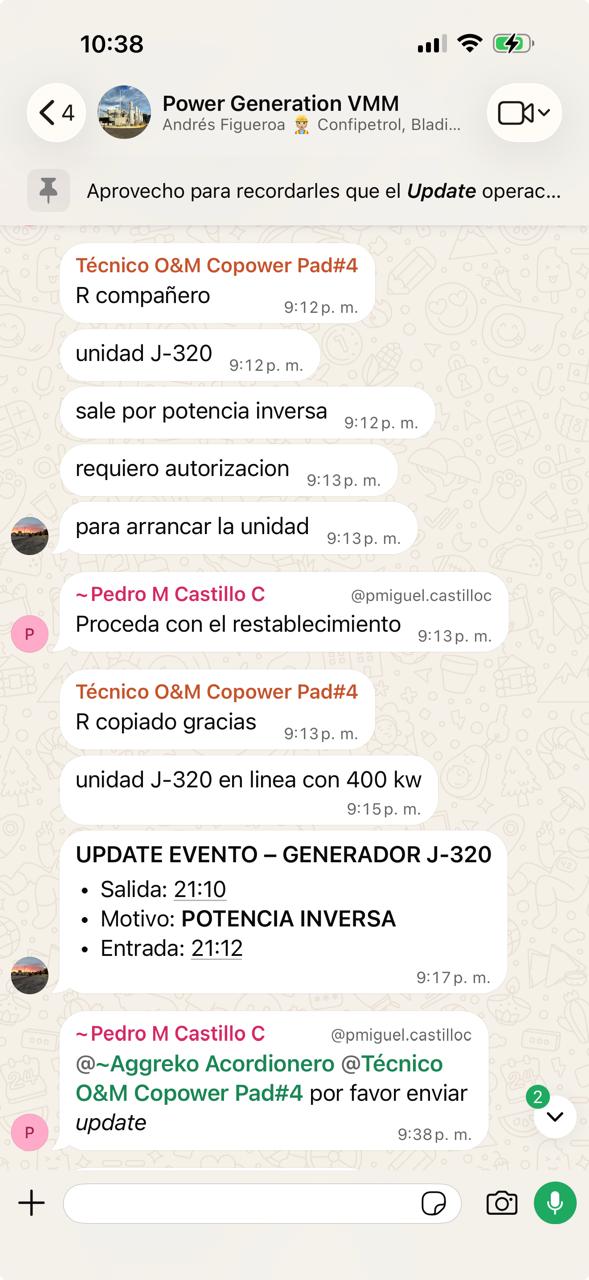 10:38
4
Power Generation VMM
Andrés Figueroa 👷🏼 Confipetrol, Bladi...
Aprovecho para recordarles que el Update operac...
Técnico O&M Copower Pad#4
R compañero
9:12 p. m.
unidad J-320
9:12 p. m.
sale por potencia inversa
9:12 p. m.
requiero autorizacion
9:13 p. m.
para arrancar la unidad
9:13 p. m.
~Pedro M Castillo C @pmiguel.castilloc
P
Proceda con el restablecimiento
9:13 p. m.
Técnico O&M Copower Pad#4
R copiado gracias
9:13 p. m.
unidad J-320 en linea con 400 kw
9:15 p. m.
UPDATE EVENTO – GENERADOR J-320
• Salida: 21:10
• Motivo: POTENCIA INVERSA
• Entrada: 21:12
9:17 p. m.
~Pedro M Castillo C @pmiguel.castilloc
@~Aggreko Acordionero @Técnico
O&M Copower Pad#4 por favor enviar
update
P
9:38 p. m.
2